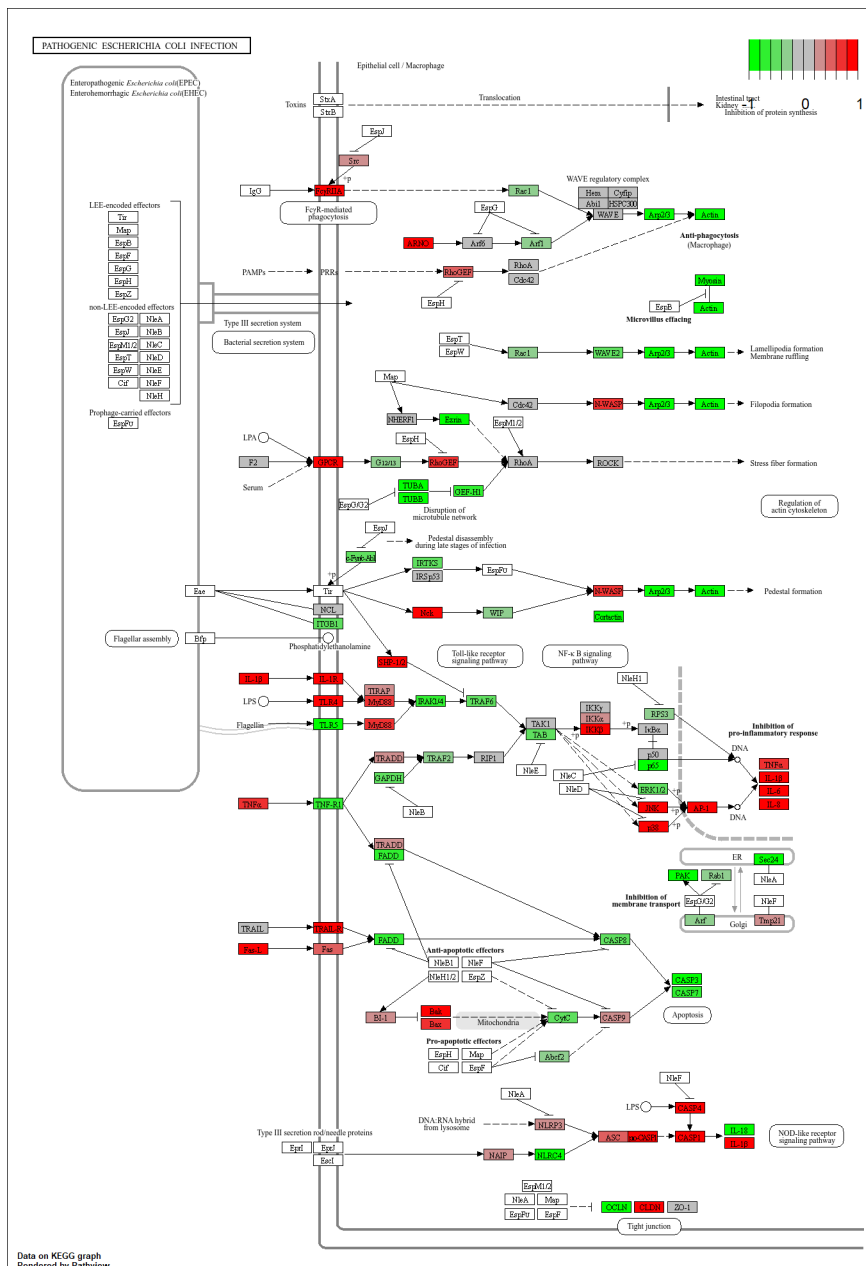 PATHOGENIC ESCHERICHIA COLI INFECTION
-1 0 1
Epithelial cell / Macrophage
Enteropathogenic Escherichia coli(EPEC)
Enterohemorrhagic Escherichia coli(EHEC)
Toxins
StxA
StxB
Translocation
Intestinal tract
Kidney
Inhibition of protein synthesis
EspJ
Src
+p
IgG
FcγRIIA
Rac1
WAVE regulatory complex
Hem
Cyfip
Abi1
HSPC300
WAVE
Arp2/3
Actin
FcγR-mediated
phagocytosis
EspG
ARNO
Arf6
Arf1
Anti-phagocytosis
(Macrophage)
LEE-encoded effectors
Tir
Map
EspB
EspF
EspG
EspH
EspZ
PAMPs
PRRs
RhoGEF
RhoA
Cdc42
EspH
Myosin
EspB
Actin
Microvillus effacing
non-LEE-encoded effectors
EspG2
NleA
EspJ
NleB
EspM1/2
NleC
EspT
NleD
EspW
NleE
Cif
NleF
NleH
Prophage-carried effectors
EspFu
Type III secretion system
Bacterial secretion system
EspT
EspW
Rac1
WAVE2
Arp2/3
Actin
Lamellipodia formation
Membrane ruffling
Map
Cdc42
N-WASP
Arp2/3
Actin
Filopodia formation
NHERF1
Ezrin
EspM1/2
LPA
EspH
F2
GPCR
G12/13
RhoGEF
RhoA
ROCK
Stress fiber formation
Serum
TUBA
TUBB
GEF-H1
EspG/G2
Disruption of
microtubule network
Regulation of
actin cytoskeleton
EspJ
Pedestal disassembly
during late stages of infection
+p
IRTKS
IRSp53
EspFu
Eae
Tir
N-WASP
Arp2/3
Actin
Pedestal formation
NCL
ITGB1
Nck
WIP
Cortactin
Flagellar assembly
Bfp
Phosphatidylethanolamine
Toll-like receptor
signaling pathway
NF-κ B signaling
pathway
SHP-1/2
IL-1β
IL-1R
TIRAP
LPS
TLR4
MyD88
IRAK1/4
TRAF6
Flagellin
TLR5
MyD88
NleH1
RPS3
IKKγ
IKKα
IKKβ
TAK1
TAB
+p
+p
IκBα
p50
p65
DNA
Inhibition of
pro-inflammatory response
TNFα
IL-1β
IL-6
IL-8
NleE
NleC
NleD
TRADD
TRAF2
RIP1
GAPDH
NleB
TNFα
TNF-R1
ERK1/2
+p
JNK
+p
p38
+p
AP-1
DNA
TRADD
FADD
ER
Sec24
NleA
PAK
Rab1
Inhibition of
membrane transport
EspG/G2
NleF
Arf
Golgi
Tmp21
TRAIL
TRAIL-R
Fas-L
Fas
FADD
CASP8
Anti-apoptotic effectors
NleB1
NleF
NleH1/2
EspZ
CASP3
CASP7
Apoptosis
BI-1
Bak
Bax
Mitochondria
CytC
CASP9
Pro-apoptotic effectors
EspH
Map
Cif
EspF
Abcf2
NleF
NleA
LPS
CASP4
DNA:RNA hybrid
from lysosome
NLRP3
ASC
CASP1
IL-18
IL-1β
NOD-like receptor
signaling pathway
NAIP
NLRC4
Type III secretion rod/needle proteins
EprI
EprJ
EscI
EspM1/2
NleA
Map
EspFu
EspF
OCLN
CLDN
ZO-1
Tight junction
Data on KEGG graph
Rendered by Pathview